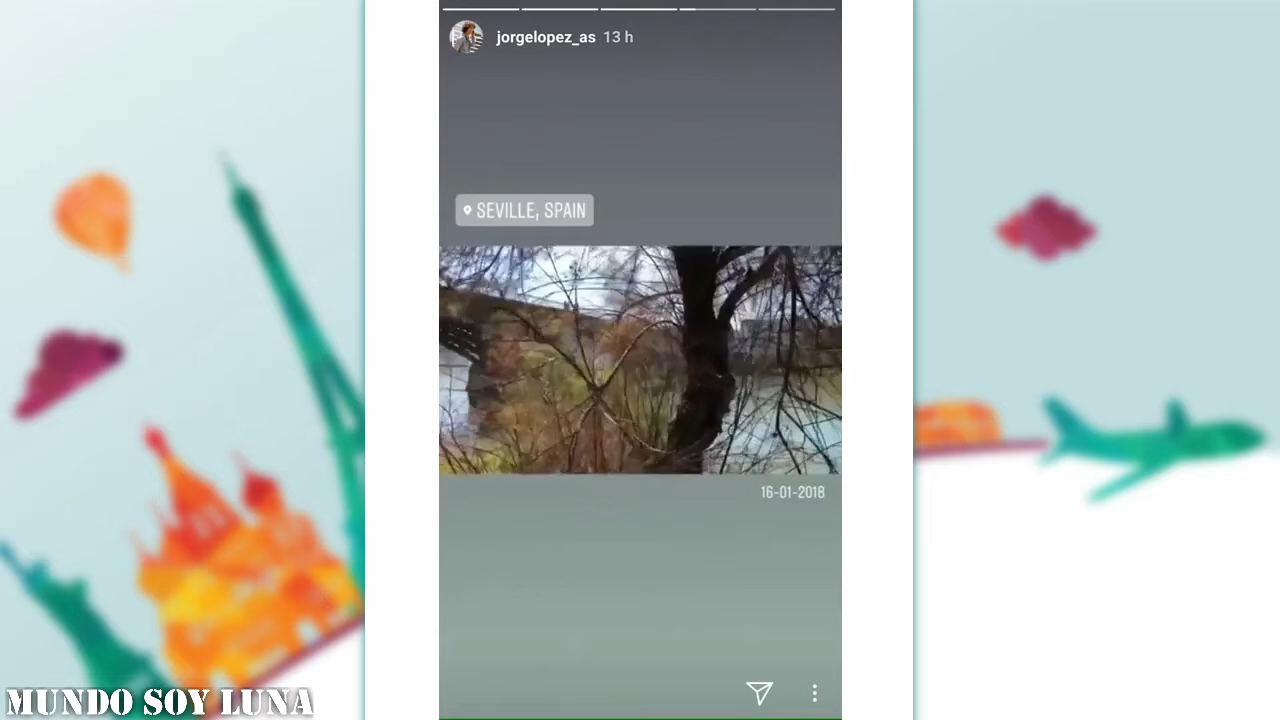 jorgelopez_as 13 h
SEVILLE, SPAIN
16-01-2018
MUNDO SOY LUNA